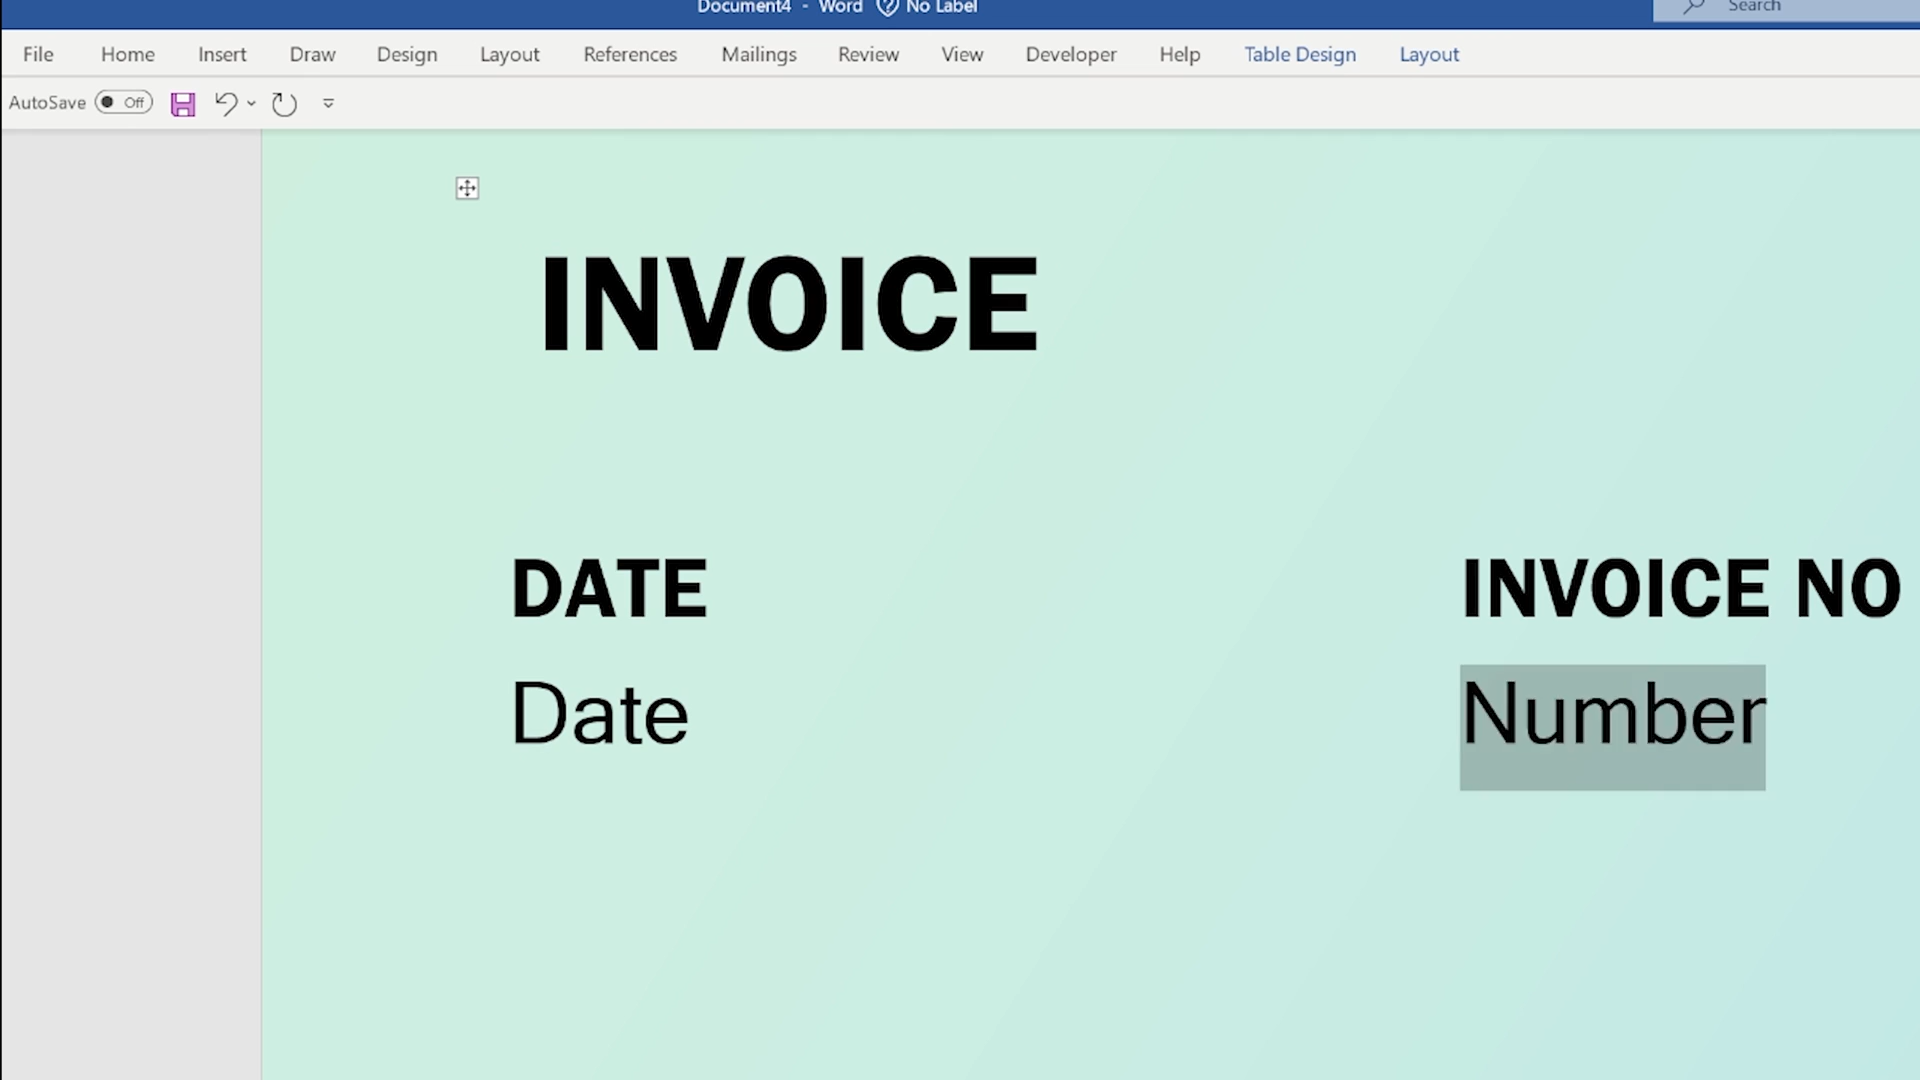 Document4 - Word No Label
Search
File Home Insert Draw Design Layout References Mailings Review View Developer Help Table Design Layout
AutoSave Off
INVOICE
DATE INVOICE NO
Date Number